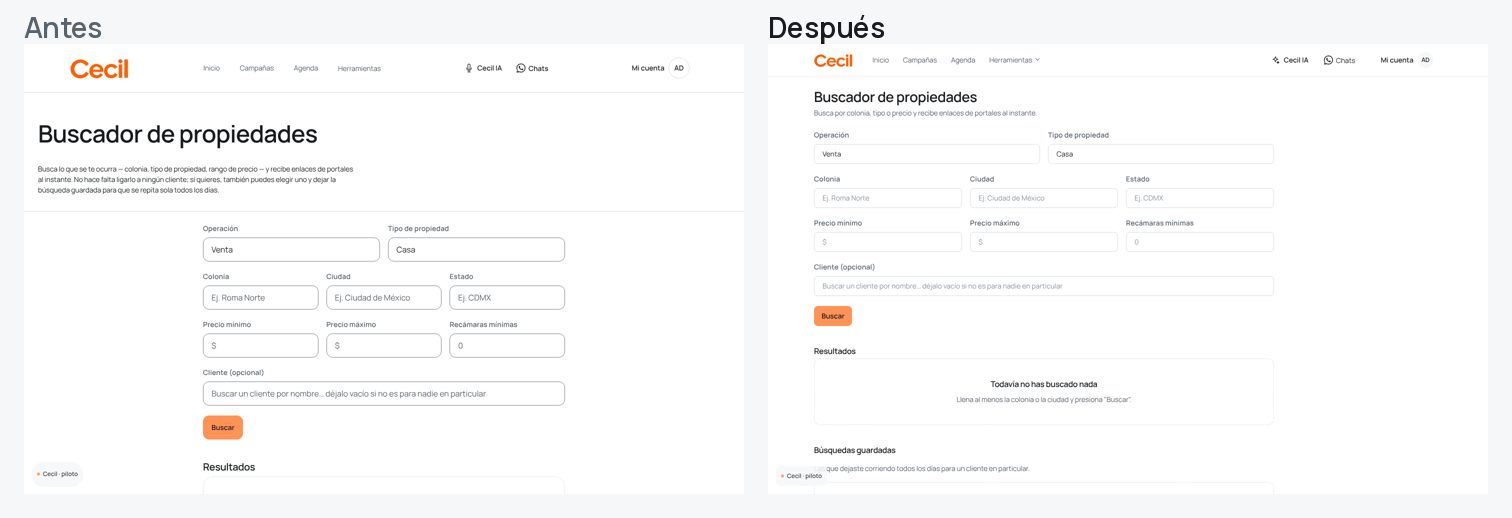 Antes
Cecil
Inicio Campañas Agenda Herramientas Cecil IA Chats Mi cuenta AD
Buscador de propiedades
Busca lo que se te ocurra — colonia, tipo de propiedad, rango de precio — y recibe enlaces de portales
al instante. No hace falta ligarlo a ningún cliente; si quieres, también puedes elegir uno y dejar la
búsqueda guardada para que se repita sola todos los días.
Operación Tipo de propiedad
Venta Casa
Colonia Ciudad Estado
Ej. Roma Norte Ej. Ciudad de México Ej. CDMX
Precio mínimo Precio máximo Recámaras mínimas
$ $ 0
Cliente (opcional)
Buscar un cliente por nombre… déjalo vacío si no es para nadie en particular
Buscar
Resultados
Cecil · piloto
Después
Cecil
Inicio Campañas Agenda Herramientas Cecil IA Chats Mi cuenta AD
Buscador de propiedades
Busca por colonia, tipo o precio y recibe enlaces de portales al instante.
Operación Tipo de propiedad
Venta Casa
Colonia Ciudad Estado
Ej. Roma Norte Ej. Ciudad de México Ej. CDMX
Precio mínimo Precio máximo Recámaras mínimas
$ $ 0
Cliente (opcional)
Buscar un cliente por nombre… déjalo vacío si no es para nadie en particular
Buscar
Resultados
Todavía no has buscado nada
Llena al menos la colonia o la ciudad y presiona "Buscar".
Búsquedas guardadas
que dejaste corriendo todos los días para un cliente en particular.
Cecil · piloto